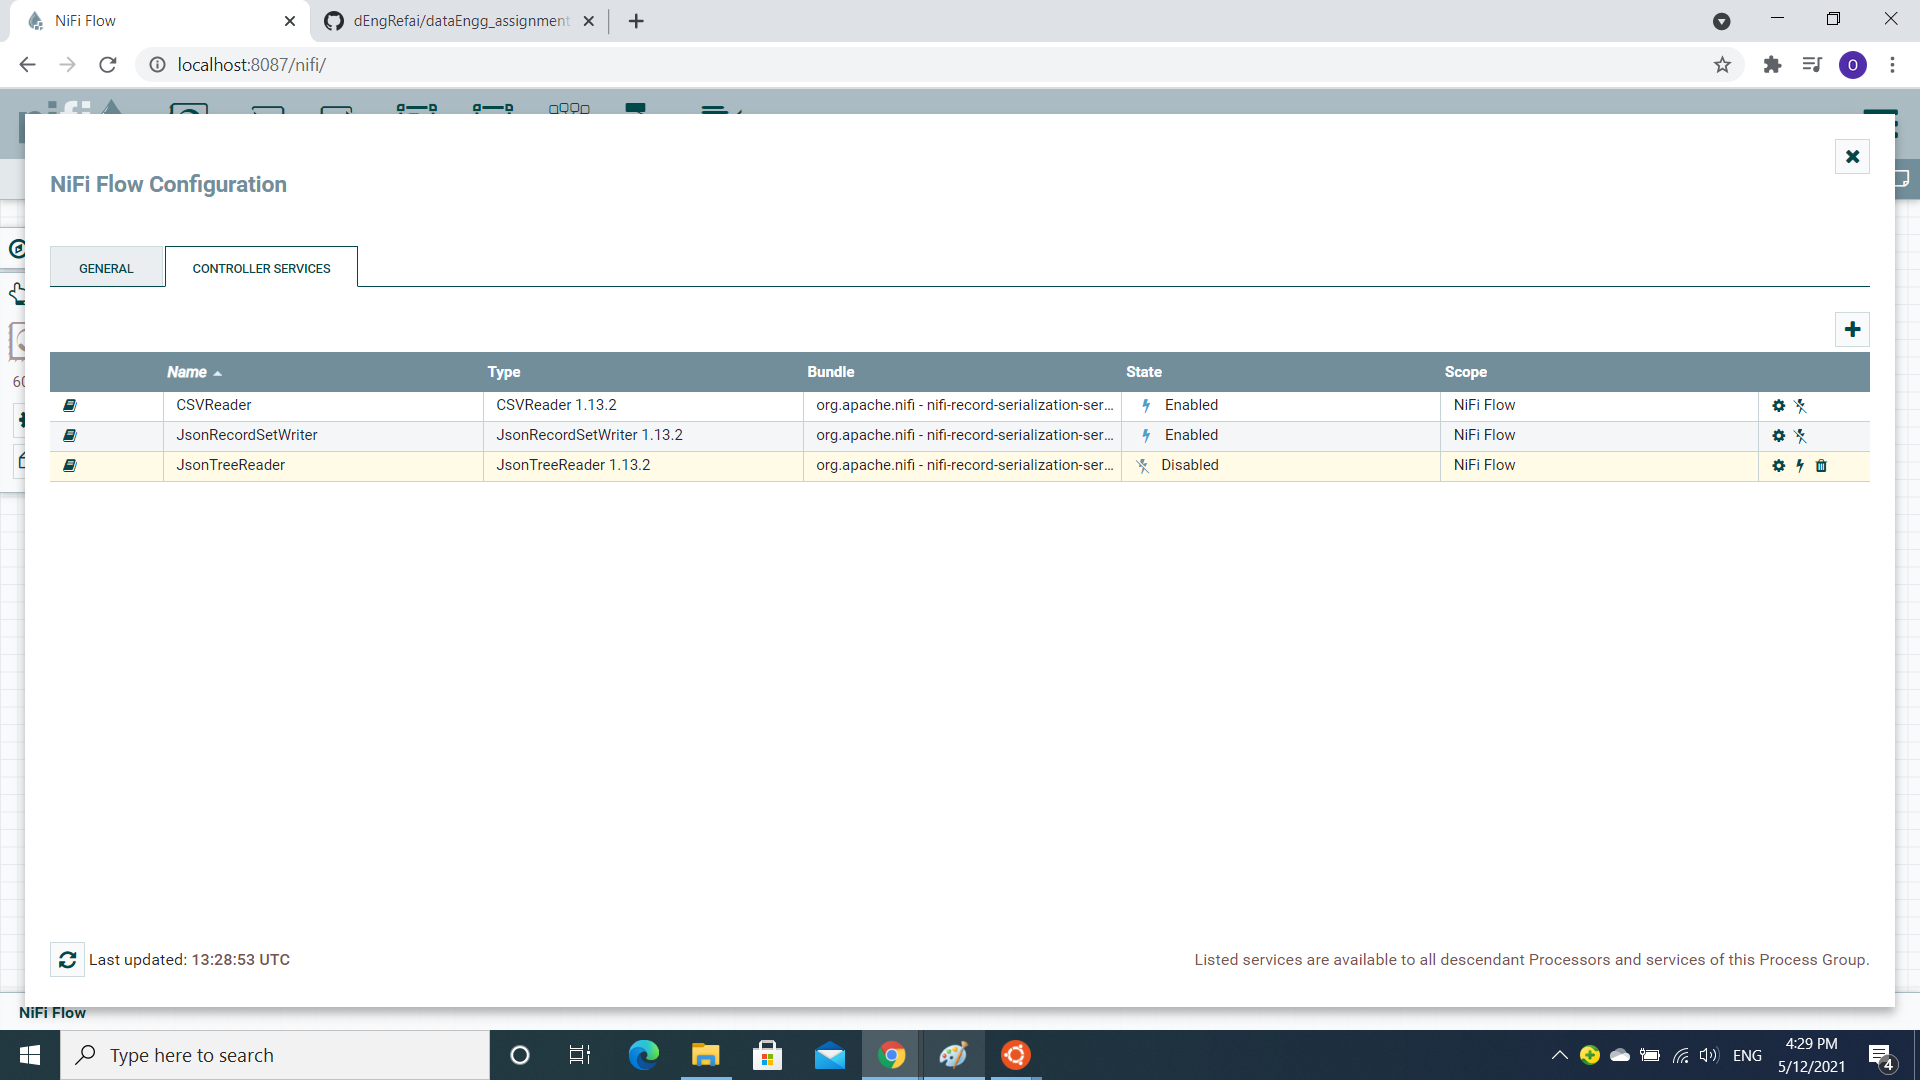 NiFi Flow
dEngRefai/dataEngg_assignment
localhost:8087/nifi/
O
NiFi Flow Configuration
GENERAL
CONTROLLER SERVICES
Name Type Bundle State Scope
CSVReader CSVReader 1.13.2 org.apache.nifi - nifi-record-serialization-ser... Enabled NiFi Flow
JsonRecordSetWriter JsonRecordSetWriter 1.13.2 org.apache.nifi - nifi-record-serialization-ser... Enabled NiFi Flow
JsonTreeReader JsonTreeReader 1.13.2 org.apache.nifi - nifi-record-serialization-ser... Disabled NiFi Flow
Last updated: 13:28:53 UTC
Listed services are available to all descendant Processors and services of this Process Group.
NiFi Flow
Type here to search
ENG
4:29 PM
5/12/2021
4